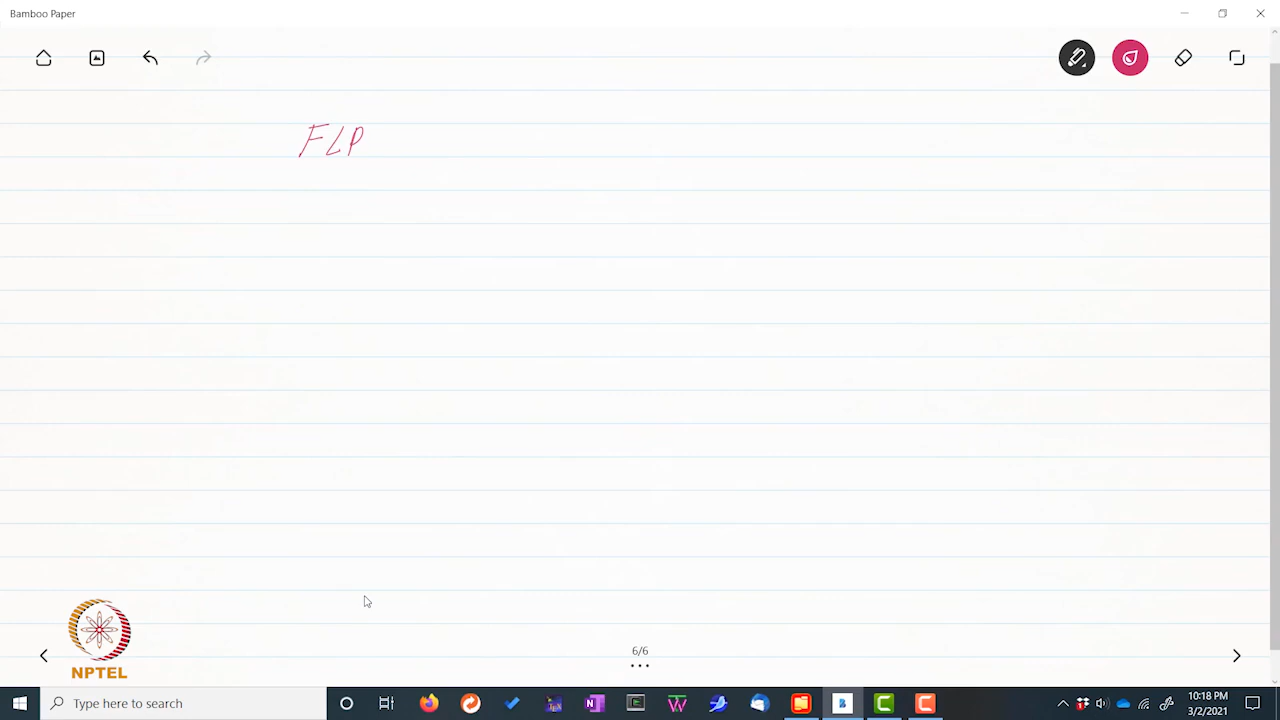 Bamboo Paper
FLP
6/6
NPTEL
Type here to search
10:18 PM
3/2/2021